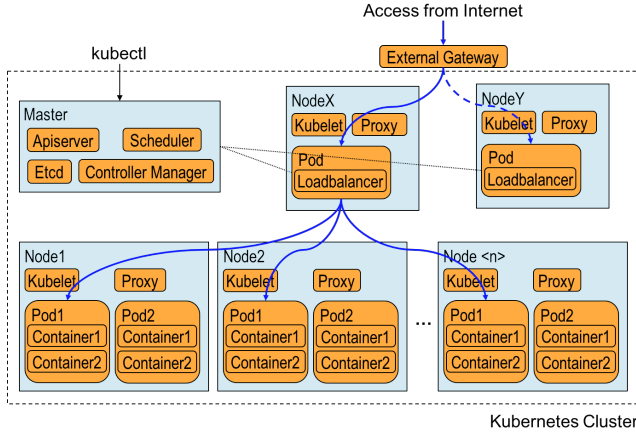 Access from Internet
kubectl
External Gateway
Master
Apiserver
Scheduler
Etcd
Controller Manager
NodeX
Kubelet
Proxy
Pod
Loadbalancer
NodeY
Kubelet
Proxy
Pod
Loadbalancer
Node1
Kubelet
Proxy
Pod1
Container1
Container2
Pod2
Container1
Container2
Node2
Kubelet
Proxy
Pod1
Container1
Container2
Pod2
Container1
Container2
...
Node <n>
Kubelet
Proxy
Pod1
Container1
Container2
Pod2
Container1
Container2
Kubernetes Cluster